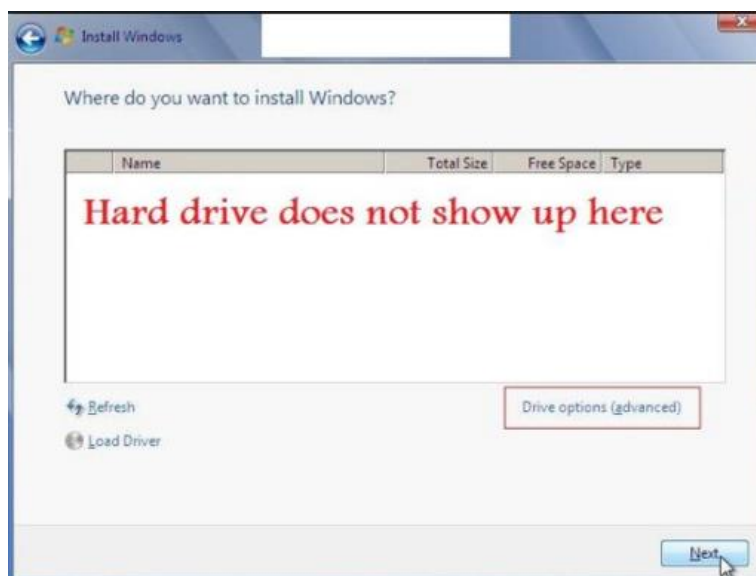 Install Windows
Where do you want to install Windows?
Name Total Size Free Space Type
Hard drive does not show up here
Refresh Drive options (advanced)
Load Driver
Next